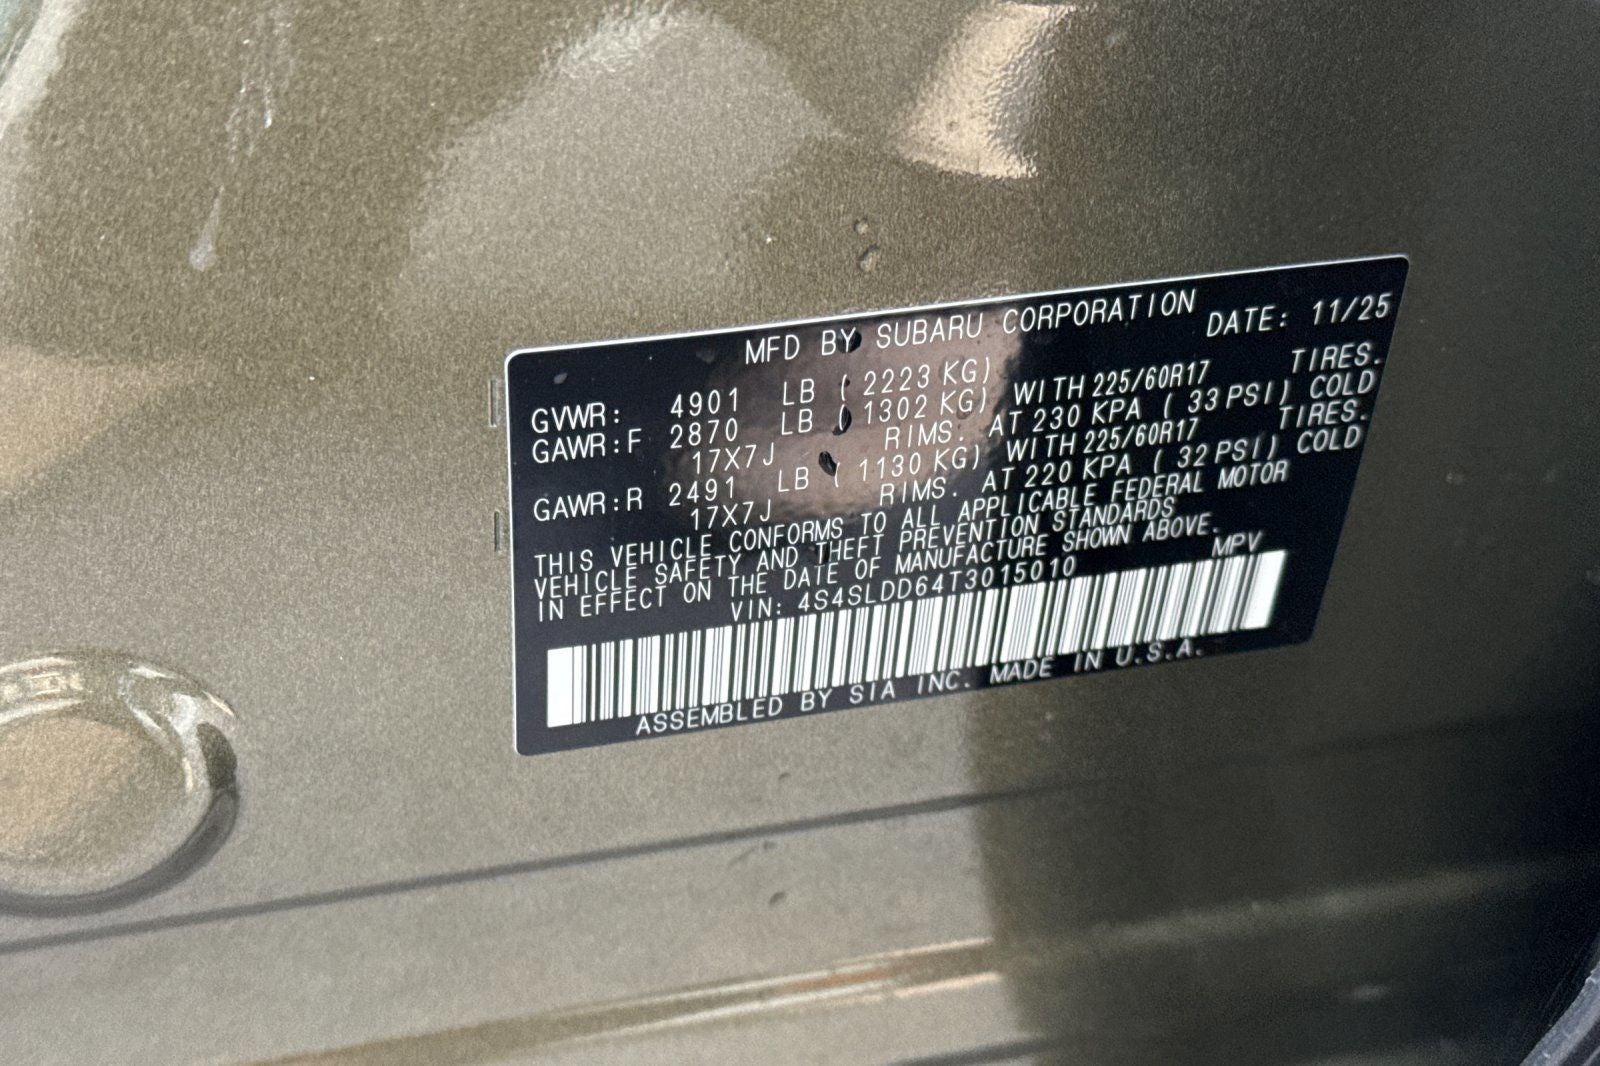 MFD BY SUBARU CORPORATION DATE: 11/25
GVWR: 4901 LB ( 2223 KG)
GAWR:F 2870 LB ( 1302 KG) WITH 225/60R17 TIRES.
17X7J RIMS. AT 230 KPA ( 33 PSI) COLD
GAWR:R 2491 LB ( 1130 KG) WITH 225/60R17 TIRES.
17X7J RIMS. AT 220 KPA ( 32 PSI) COLD
THIS VEHICLE CONFORMS TO ALL APPLICABLE FEDERAL MOTOR
VEHICLE SAFETY AND THEFT PREVENTION STANDARDS
IN EFFECT ON THE DATE OF MANUFACTURE SHOWN ABOVE.
VIN: 4S4SLDD64T3015010 MPV
ASSEMBLED BY SIA INC. MADE IN U.S.A.